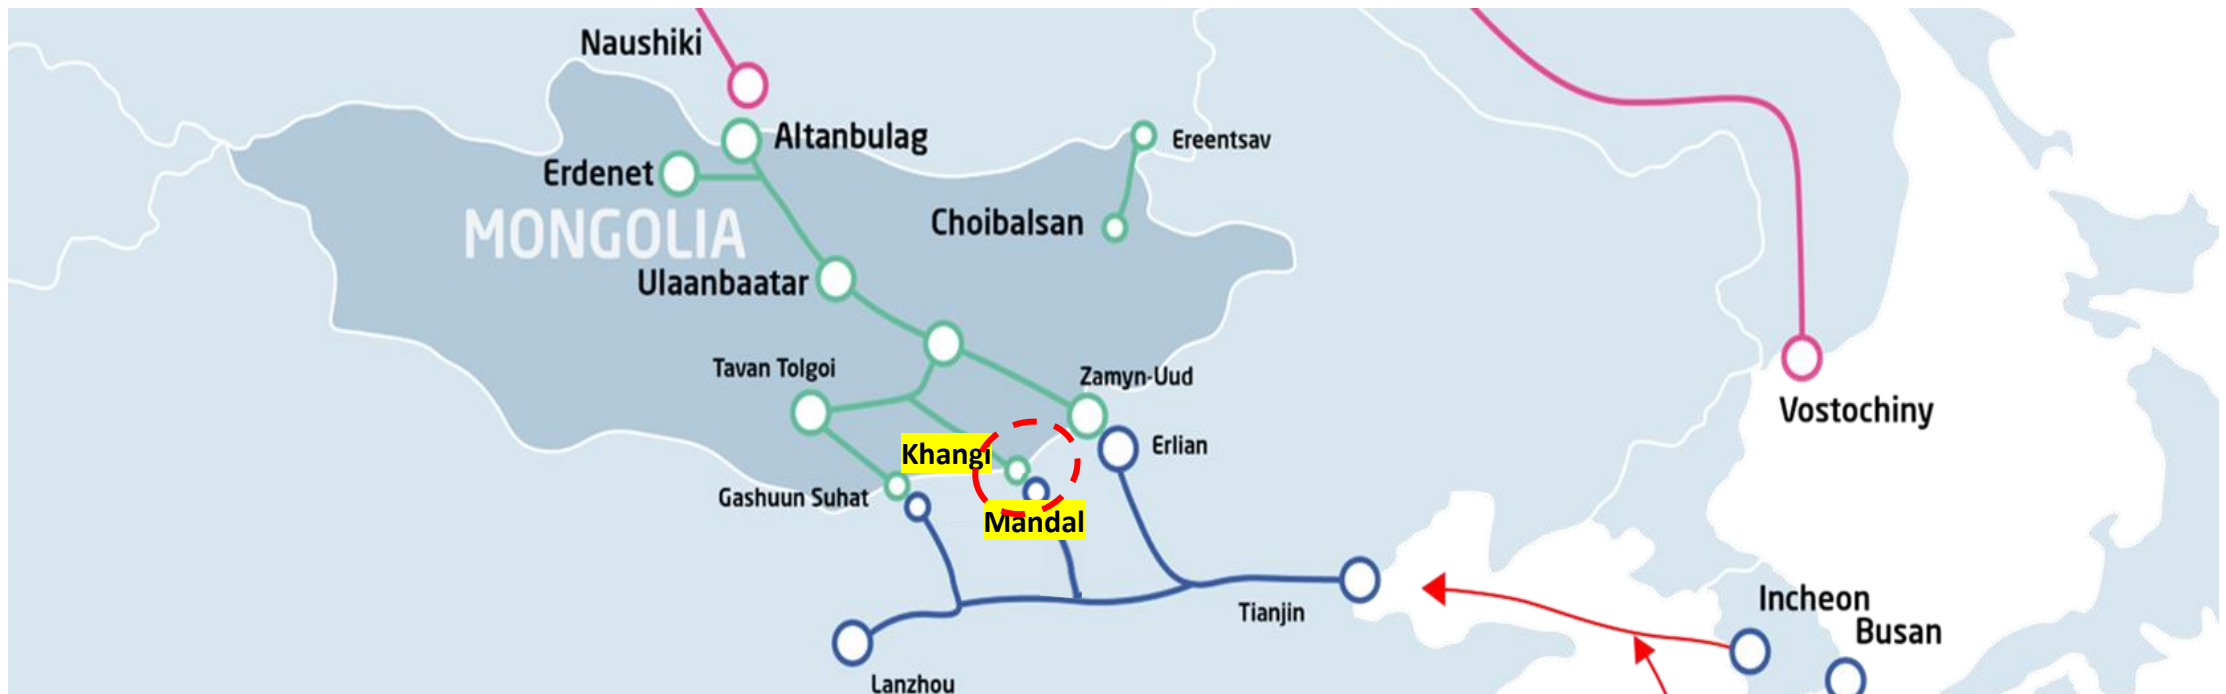 Naushiki
Altanbulag
Ereentsav
Erdenet
MONGOLIA
Choibalsan
Ulaanbaatar
Tavan Tolgoi
Zamyn-Uud
Vostochiny
Khangi
Erlian
Gashuun Suhat
Mandal
Tianjin
Incheon
Busan
Lanzhou